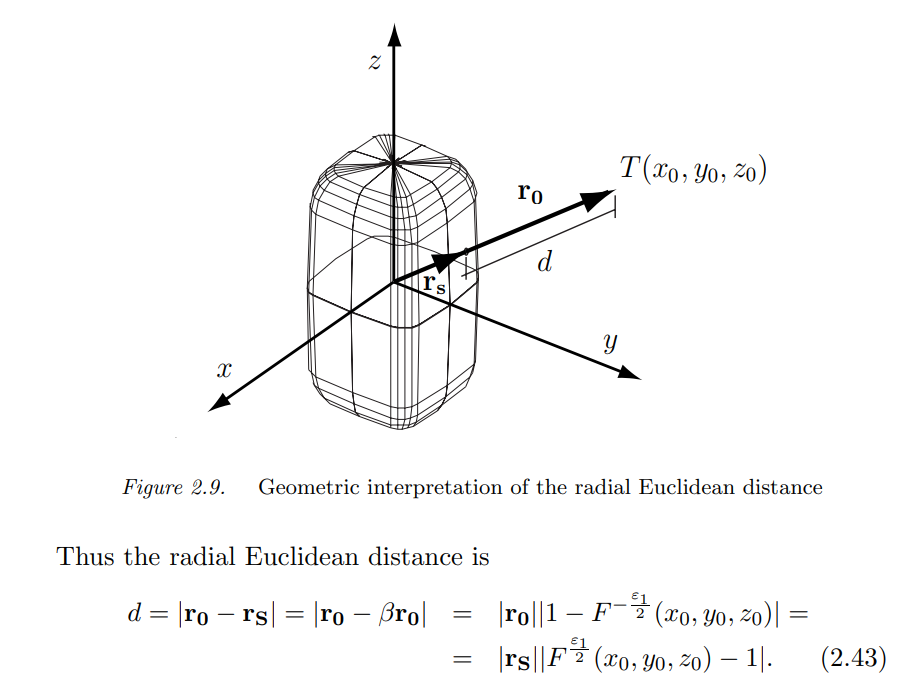 z
T(x₀, y₀, z₀)
r₀
d
rₛ
y
x
Figure 2.9. Geometric interpretation of the radial Euclidean distance
Thus the radial Euclidean distance is
d = |r₀ − r_S| = |r₀ − βr₀| = |r₀||1 − F^{−ε₁/2}(x₀, y₀, z₀)| =
= |r_S||F^{ε₁/2}(x₀, y₀, z₀) − 1|. (2.43)